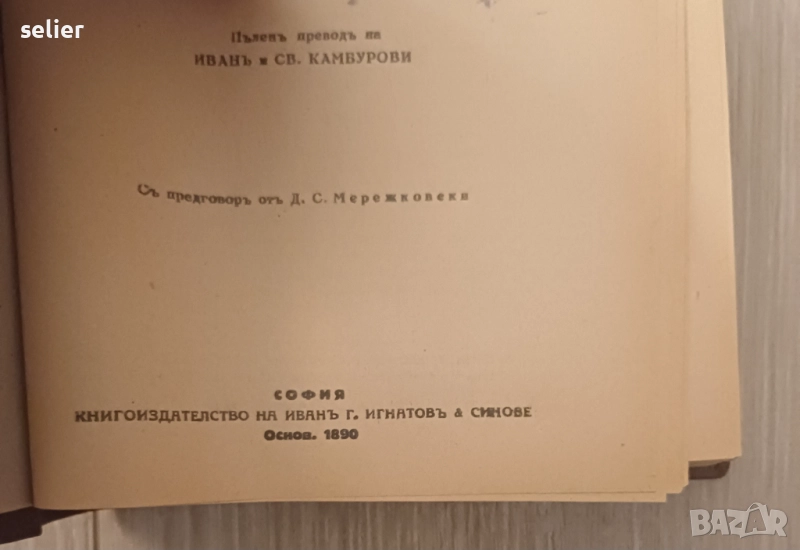 selier
Пъленъ преводъ на
ИВАНЪ и СВ. КАМБУРОВИ
Съ предговоръ отъ Д. С. Мережковски
СОФИЯ
КНИГОИЗДАТЕЛСТВО НА ИВАНЪ Г. ИГНАТОВЪ & СИНОВЕ
Основ. 1890
BAZAR